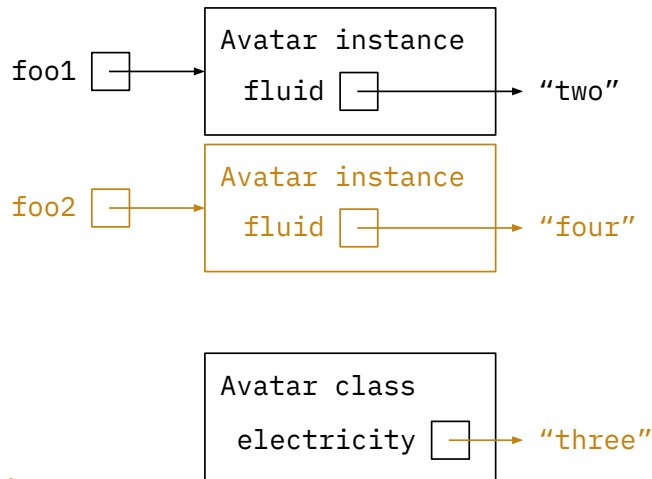 Avatar instance
foo1
fluid
“two”
Avatar instance
foo2
fluid
“four”
Avatar class
electricity
“three”